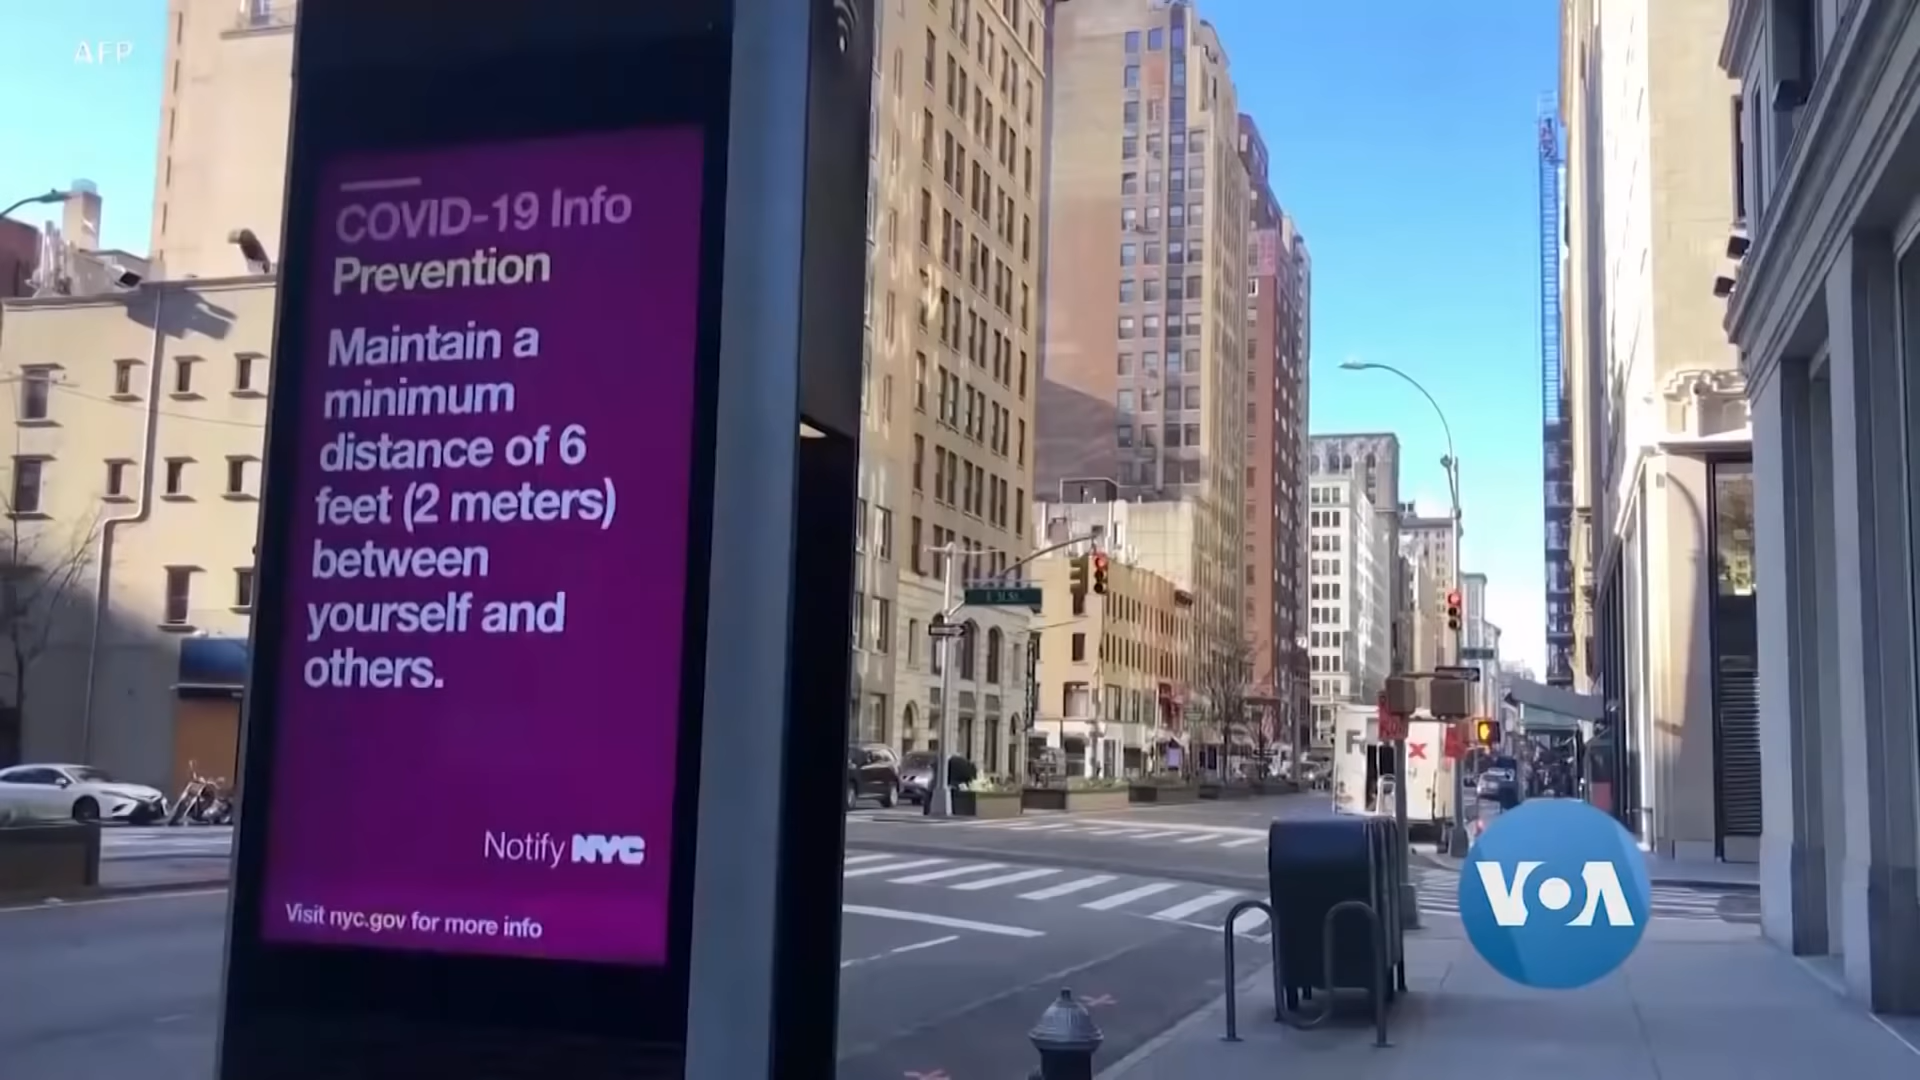 AFP
COVID-19 Info
Prevention
Maintain a
minimum
distance of 6
feet (2 meters)
between
yourself and
others.
Notify NYC
Visit nyc.gov for more info
VOA